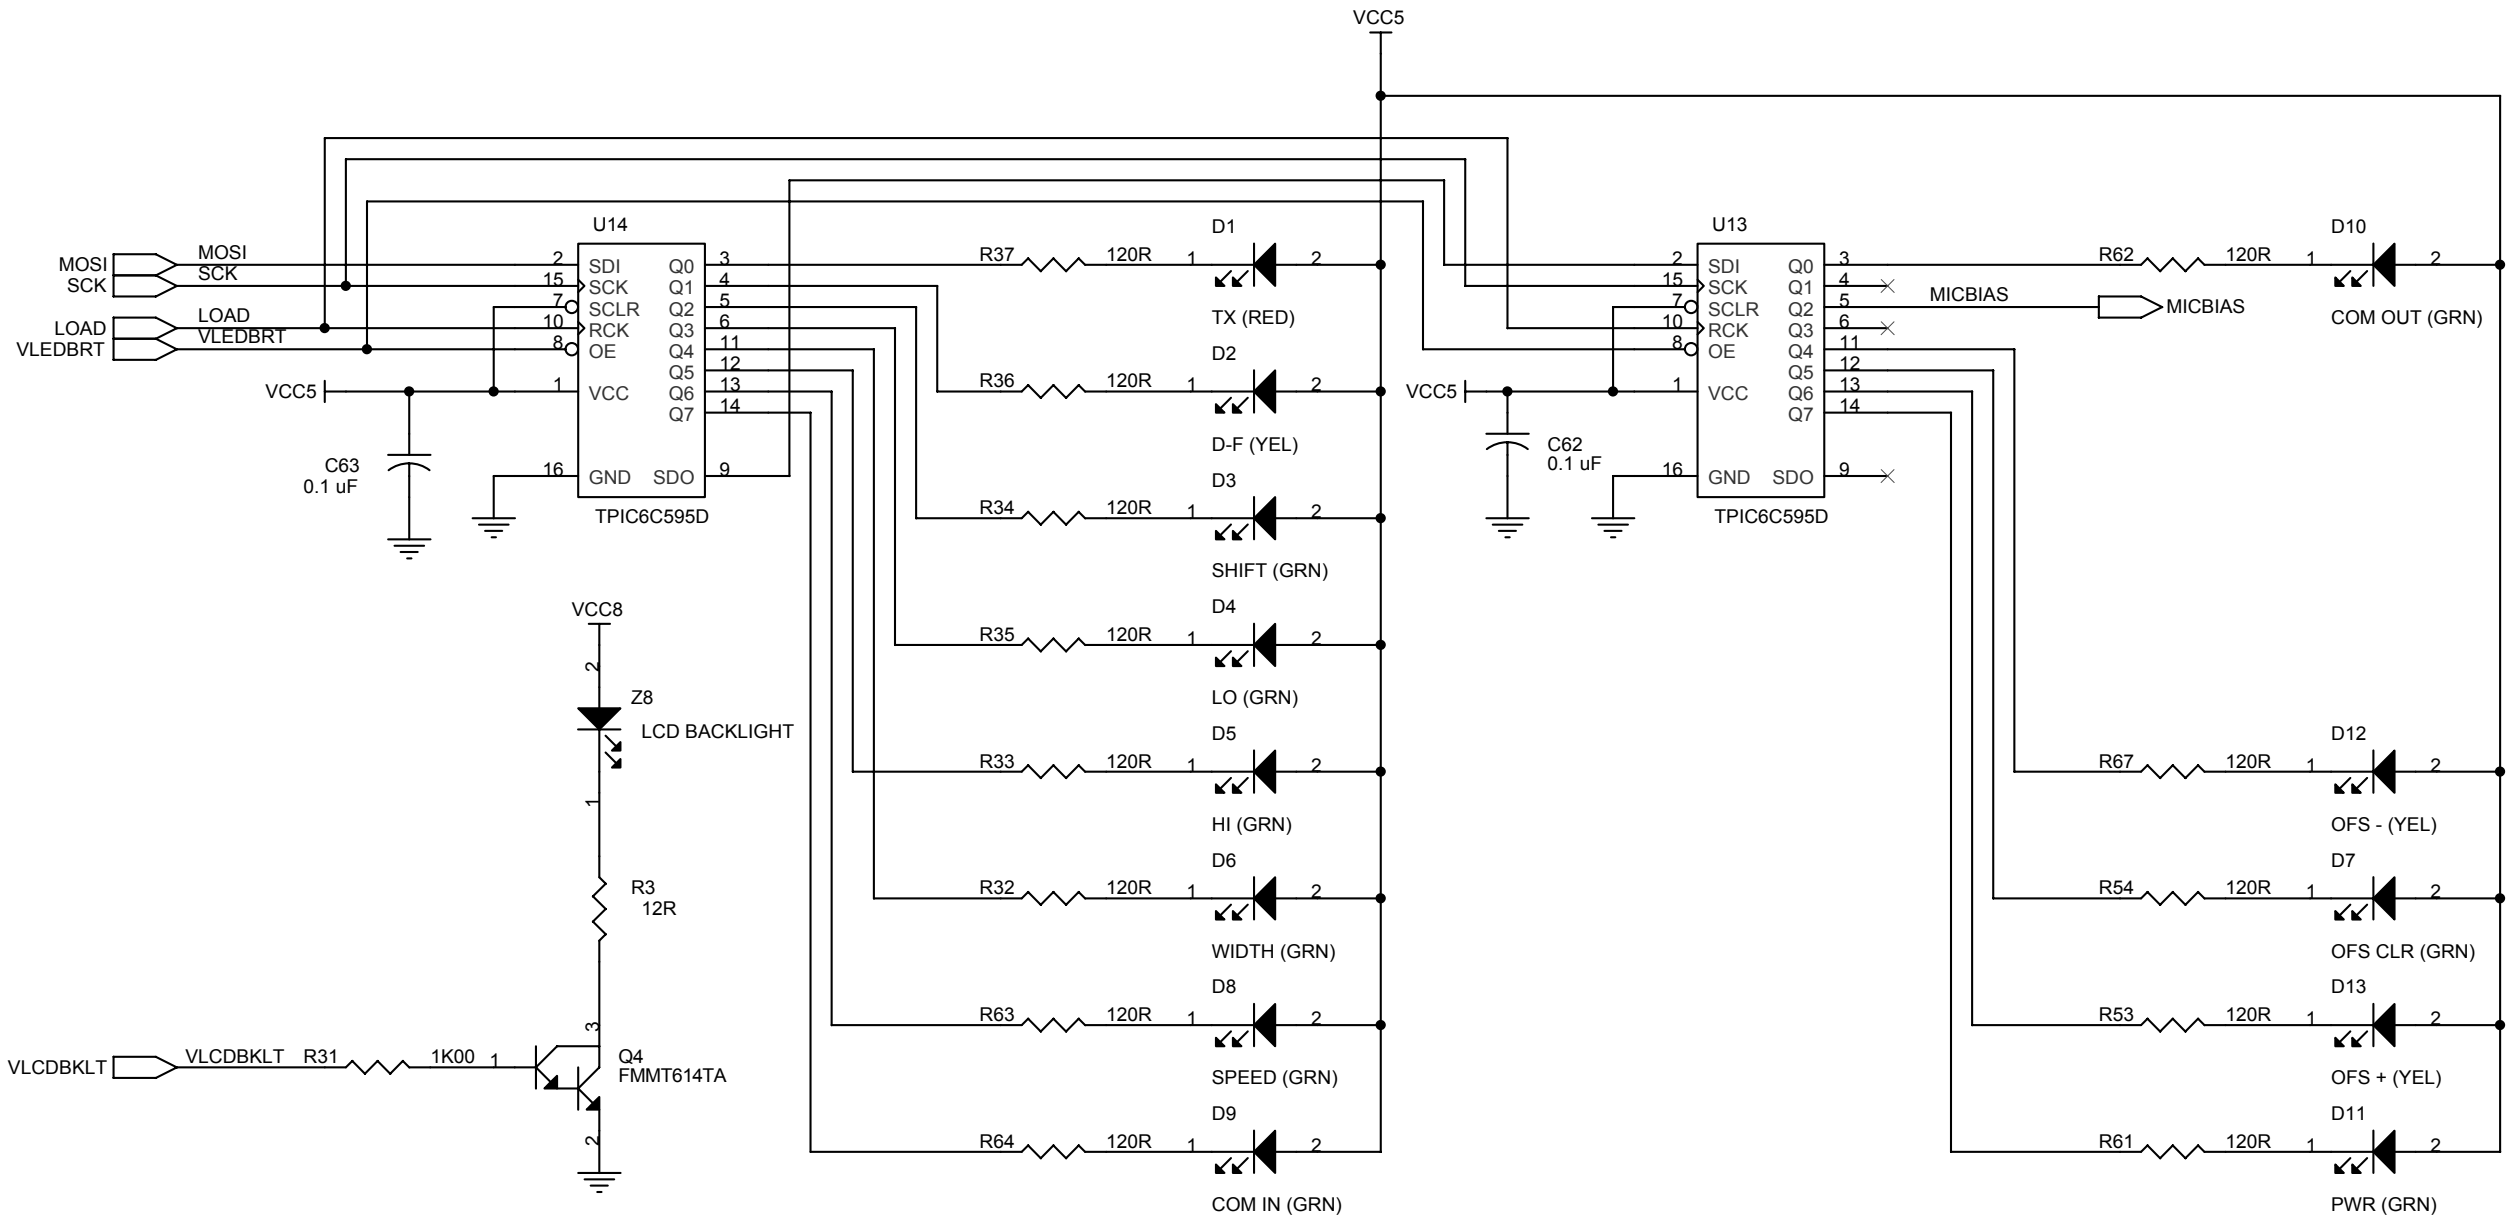 VCC5
U14
MOSI
MOSI
SCK
SCK
LOAD
LOAD
VLEDBRT
VLEDBRT
2 SDI Q0 3
15 SCK Q1 4
7 SCLR Q2 5
10 RCK Q3 6
8 OE Q4 11
Q5 12
VCC5 1 VCC Q6 13
Q7 14
16 GND SDO 9
TPIC6C595D
C63
0.1 uF
D1
R37 120R 1 2
TX (RED)
D2
R36 120R 1 2
D-F (YEL)
D3
R34 120R 1 2
SHIFT (GRN)
D4
R35 120R 1 2
LO (GRN)
D5
R33 120R 1 2
HI (GRN)
D6
R32 120R 1 2
WIDTH (GRN)
D8
R63 120R 1 2
SPEED (GRN)
D9
R64 120R 1 2
COM IN (GRN)
U13
2 SDI Q0 3
15 SCK Q1 4
7 SCLR Q2 5
10 RCK Q3 6
8 OE Q4 11
Q5 12
VCC5 1 VCC Q6 13
Q7 14
16 GND SDO 9
TPIC6C595D
C62
0.1 uF
MICBIAS
MICBIAS
D10
R62 120R 1 2
COM OUT (GRN)
D12
R67 120R 1 2
OFS - (YEL)
D7
R54 120R 1 2
OFS CLR (GRN)
D13
R53 120R 1 2
OFS + (YEL)
D11
R61 120R 1 2
PWR (GRN)
VCC8
2
Z8
LCD BACKLIGHT
1
R3
12R
3
VLCDBKLT VLCDBKLT R31 1K00 1
Q4
FMMT614TA
2